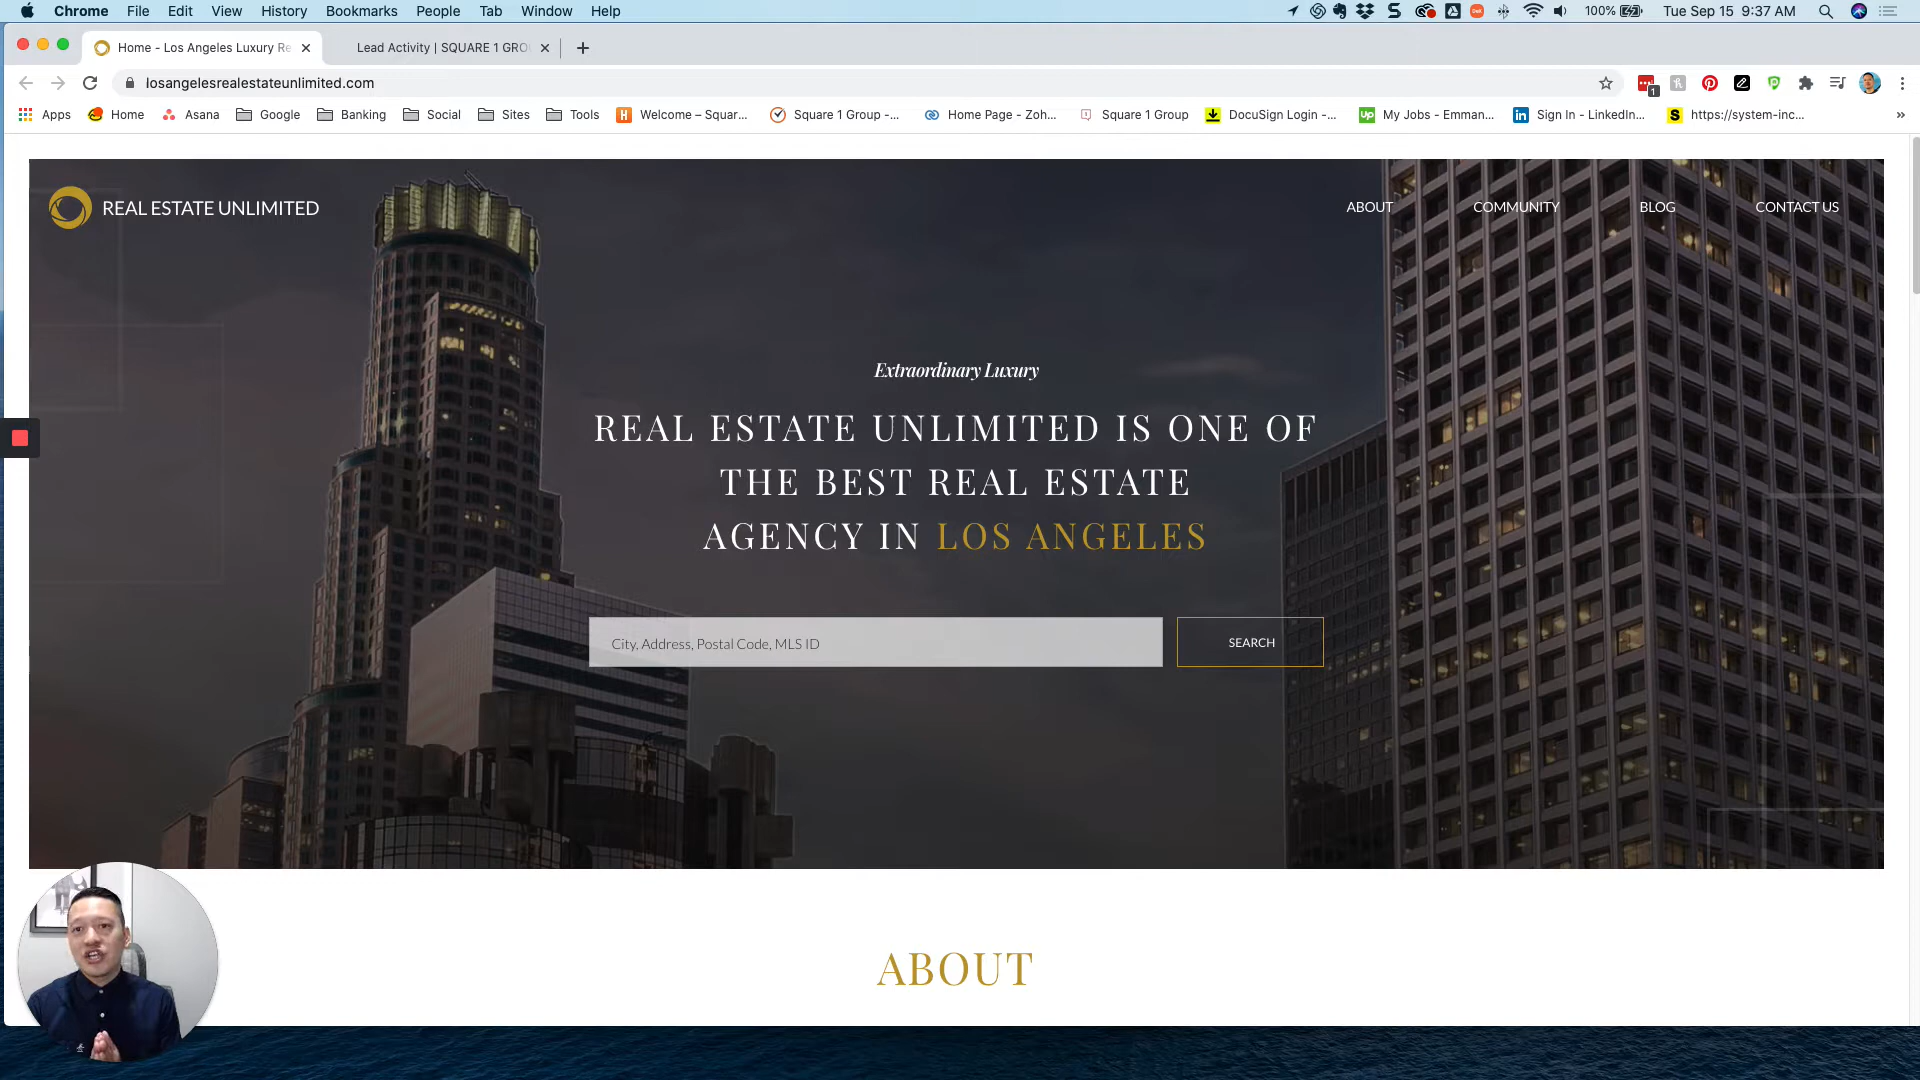 Chrome File Edit View History Bookmarks People Tab Window Help
100% Tue Sep 15 9:37 AM
Home - Los Angeles Luxury Re
Lead Activity | SQUARE 1 GRO
losangelesrealestateunlimited.com
1
Apps Home Asana Google Banking Social Sites Tools Welcome – Squar... Square 1 Group -... Home Page - Zoh... Square 1 Group DocuSign Login -... My Jobs - Emman... Sign In - LinkedIn... https://system-inc... »
REAL ESTATE UNLIMITED
ABOUT COMMUNITY BLOG CONTACT US
Extraordinary Luxury
REAL ESTATE UNLIMITED IS ONE OF
THE BEST REAL ESTATE
AGENCY IN LOS ANGELES
City, Address, Postal Code, MLS ID
SEARCH
ABOUT